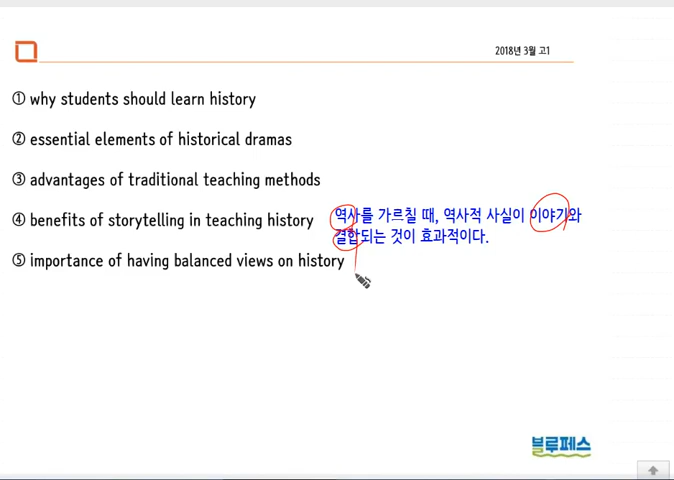 2018년 3월 고1
① why students should learn history
② essential elements of historical dramas
③ advantages of traditional teaching methods
④ benefits of storytelling in teaching history
역사를 가르칠 때, 역사적 사실이 이야기와
결합되는 것이 효과적이다.
⑤ importance of having balanced views on history
블루페스